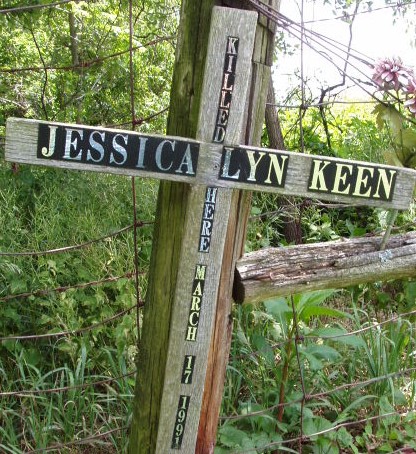 JESSICA LYN KEEN
KILLED HERE MARCH 17 1991